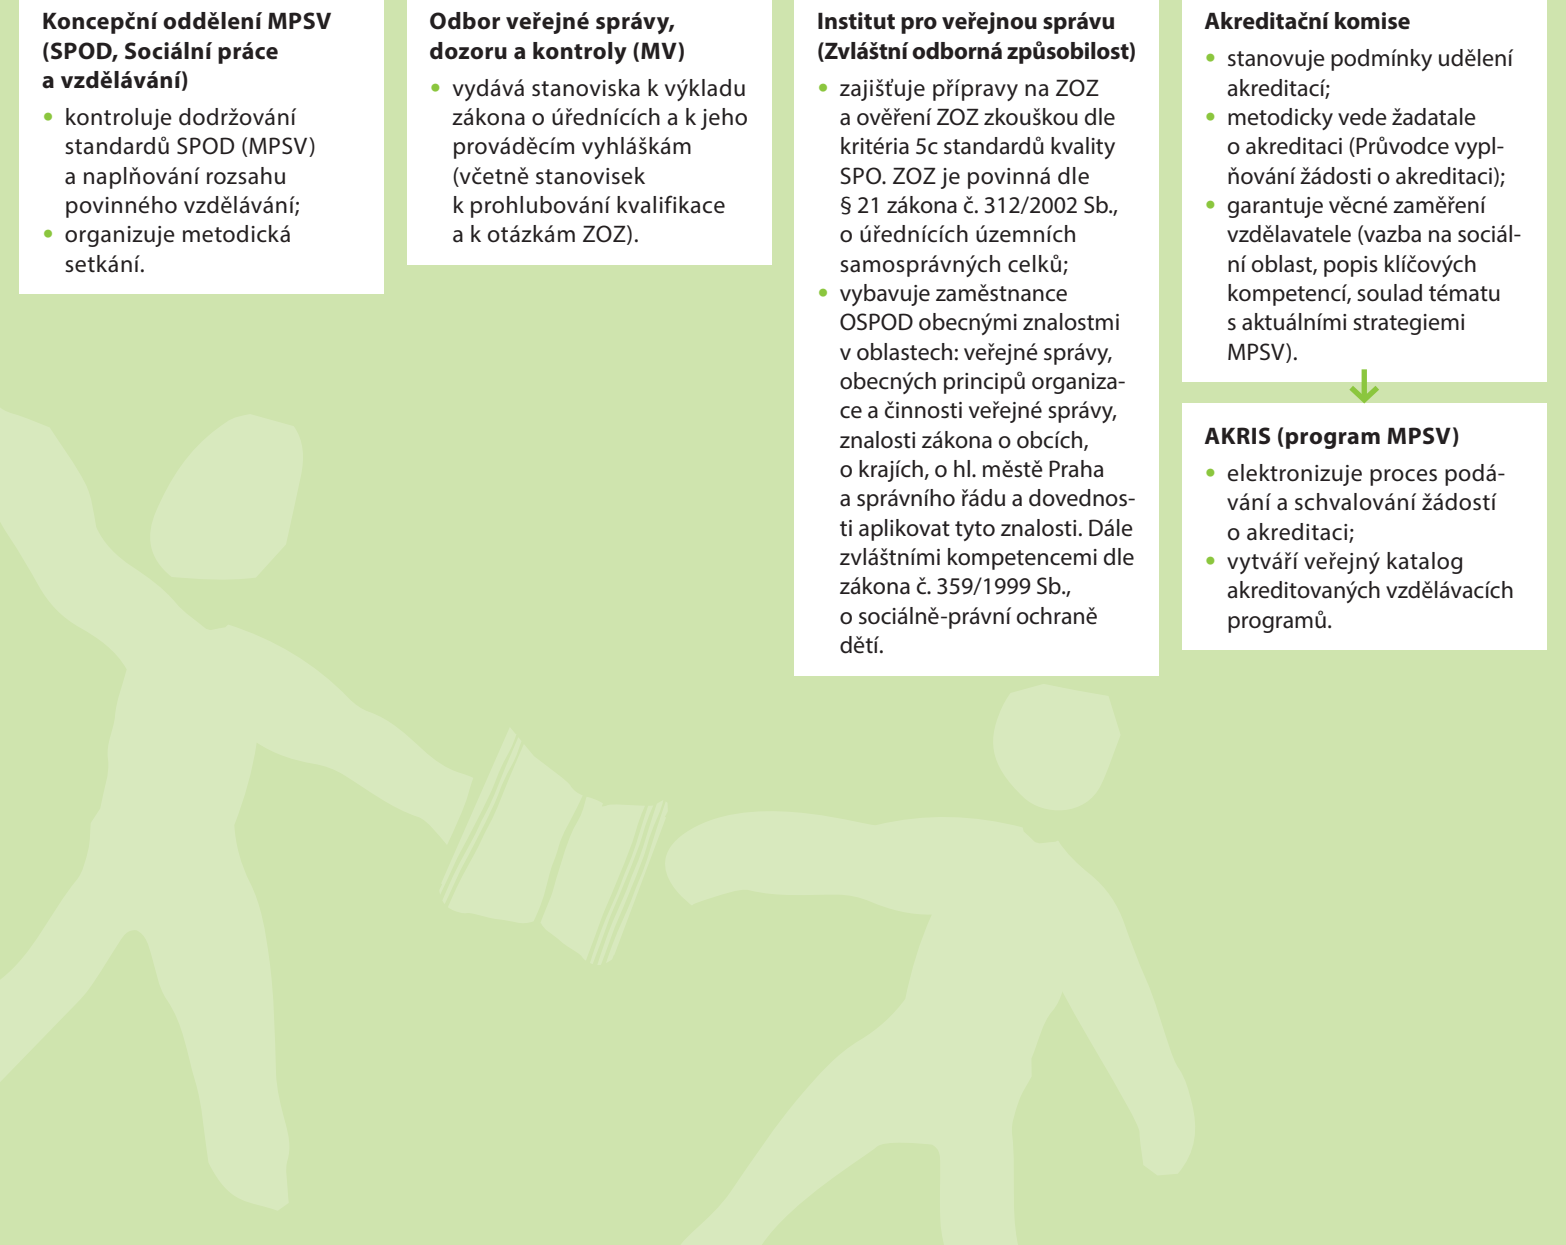 Koncepční oddělení MPSV
(SPOD, Sociální práce
a vzdělávání)
• kontroluje dodržování
standardů SPOD (MPSV)
a naplňování rozsahu
povinného vzdělávání;
• organizuje metodická
setkání.
Odbor veřejné správy,
dozoru a kontroly (MV)
• vydává stanoviska k výkladu
zákona o úřednících a k jeho
prováděcím vyhláškám
(včetně stanovisek
k prohlubování kvalifikace
a k otázkám ZOZ).
Institut pro veřejnou správu
(Zvláštní odborná způsobilost)
• zajišťuje přípravy na ZOZ
a ověření ZOZ zkouškou dle
kritéria 5c standardů kvality
SPO. ZOZ je povinná dle
§ 21 zákona č. 312/2002 Sb.,
o úřednících územních
samosprávných celků;
• vybavuje zaměstnance
OSPOD obecnými znalostmi
v oblastech: veřejné správy,
obecných principů organiza-
ce a činnosti veřejné správy,
znalosti zákona o obcích,
o krajích, o hl. městě Praha
a správního řádu a dovednos-
ti aplikovat tyto znalosti. Dále
zvláštními kompetencemi dle
zákona č. 359/1999 Sb.,
o sociálně-právní ochraně
dětí.
Akreditační komise
• stanovuje podmínky udělení
akreditací;
• metodicky vede žadatale
o akreditaci (Průvodce vypl-
ňování žádosti o akreditaci);
• garantuje věcné zaměření
vzdělavatele (vazba na sociál-
ní oblast, popis klíčových
kompetencí, soulad tématu
s aktuálními strategiemi
MPSV).
AKRIS (program MPSV)
• elektronizuje proces podá-
vání a schvalování žádostí
o akreditaci;
• vytváří veřejný katalog
akreditovaných vzdělávacích
programů.